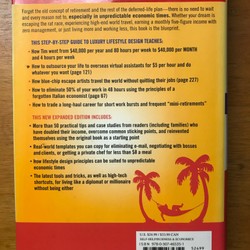 Forget the old concept of retirement and the rest of the deferred-life plan—there is no need to wait
and every reason not to, especially in unpredictable economic times. Whether your dream is
escaping the rat race, experiencing high-end world travel, earning a monthly five-figure income with
zero management, or just living more and working less, this book is the blueprint.
THIS STEP-BY-STEP GUIDE TO LUXURY LIFESTYLE DESIGN TEACHES:
• How Tim went from $40,000 per year and 80 hours per week to $40,000 per MONTH
and 4 hours per week
• How to outsource your life to overseas virtual assistants for $5 per hour and do
whatever you want (page 121)
• How blue-chip escape artists travel the world without quitting their jobs (page 227)
• How to eliminate 50% of your work in 48 hours using the principles of a
forgotten Italian economist (page 67)
• How to trade a long-haul career for short work bursts and frequent "mini-retirements"
THIS NEW EXPANDED EDITION INCLUDES:
• More than 50 practical tips and case studies from readers (including families) who
have doubled their income, overcome common sticking points, and reinvented
themselves using the original book as a starting point
• Real-world templates you can copy for eliminating e-mail, negotiating with bosses
and clients, or getting a private chef for less than $8 a meal
• How lifestyle design principles can be suited to unpredictable
economic times
• The latest tools and tricks, as well as high-tech
shortcuts, for living like a diplomat or millionaire
without being either